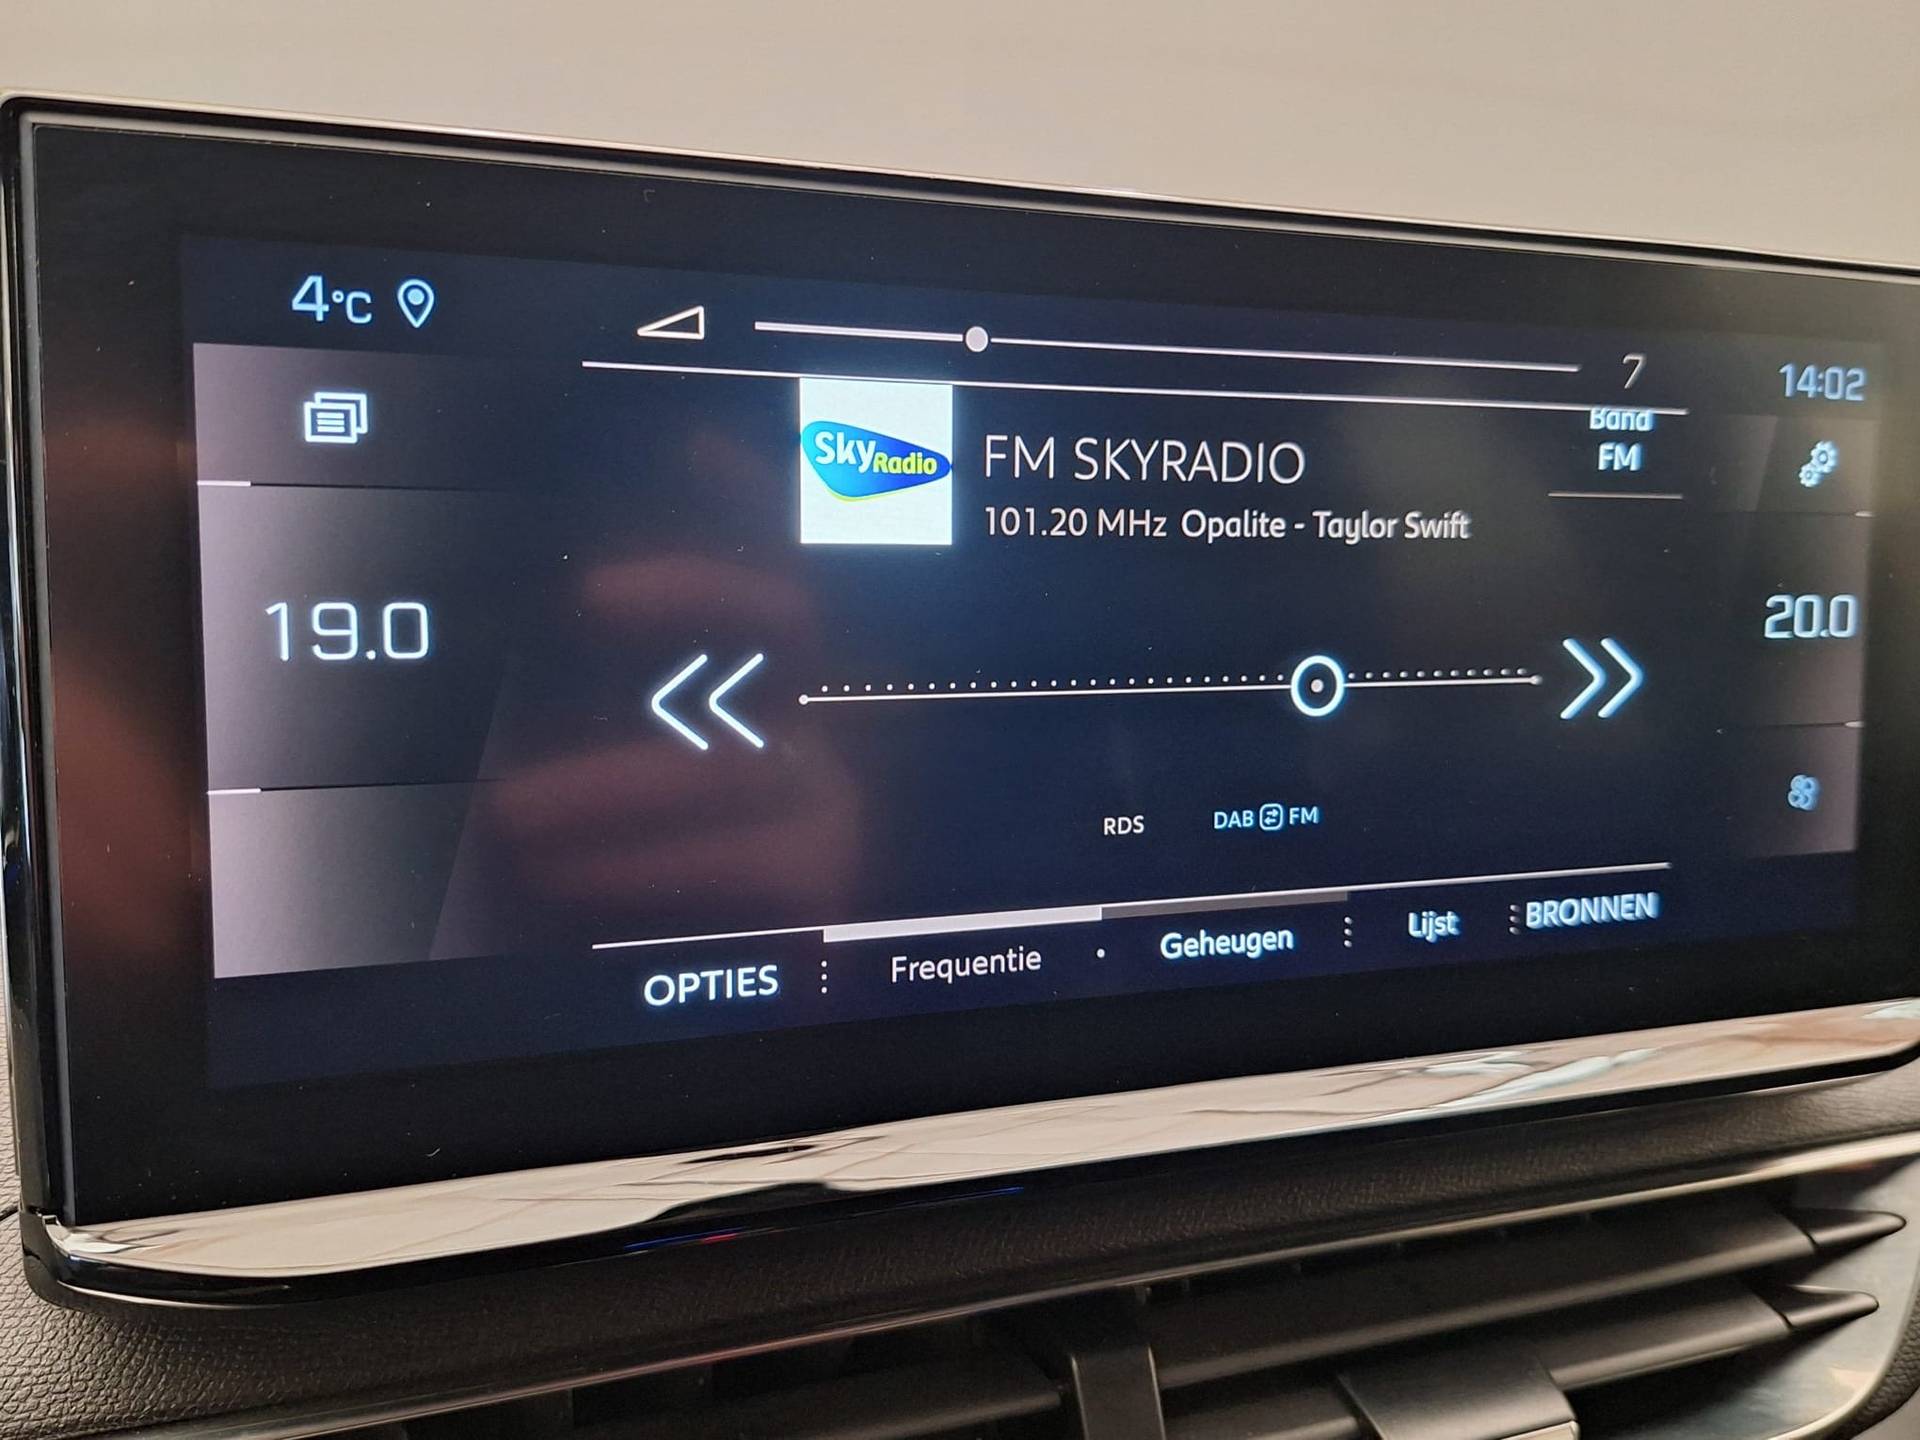 4°C
7
14:02
Band
FM
Sky Radio
FM SKYRADIO
101.20 MHz Opalite - Taylor Swift
19.0
20.0
RDS
DAB FM
OPTIES
Frequentie
Geheugen
Lijst
BRONNEN